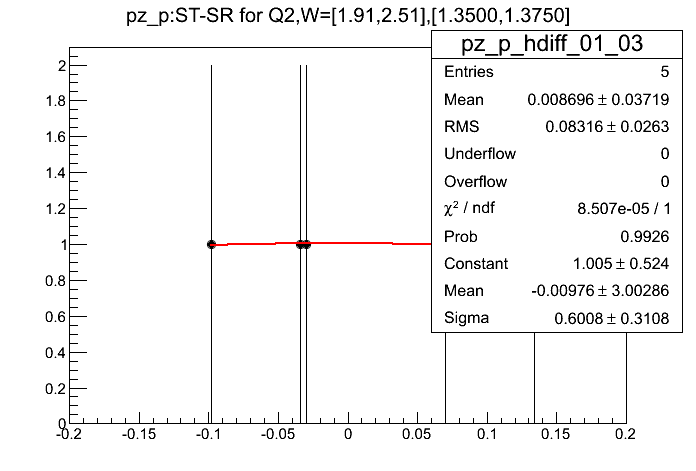 pz_p:ST-SR for Q2,W=[1.91,2.51],[1.3500,1.3750]
pz_p_hdiff_01_03
Entries 5
Mean 0.008696 ± 0.03719
RMS 0.08316 ± 0.0263
Underflow 0
Overflow 0
χ² / ndf 8.507e-05 / 1
Prob 0.9926
Constant 1.005 ± 0.524
Mean -0.00976 ± 3.00286
Sigma 0.6008 ± 0.3108
2
1.8
1.6
1.4
1.2
1
0.8
0.6
0.4
0.2
0
-0.2 -0.15 -0.1 -0.05 0 0.05 0.1 0.15 0.2